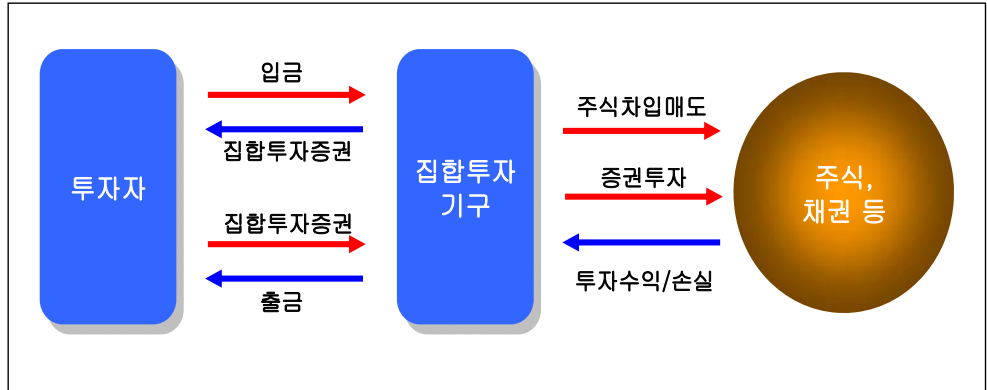 투자자
입금
집합투자증권
집합투자증권
출금
집합투자
기구
주식차입매도
증권투자
투자수익/손실
주식,
채권 등